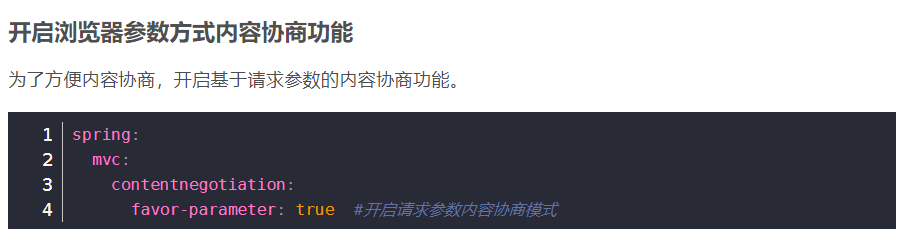 开启浏览器参数方式内容协商功能
为了方便内容协商，开启基于请求参数的内容协商功能。
1 spring:
2   mvc:
3     contentnegotiation:
4       favor-parameter: true  #开启请求参数内容协商模式